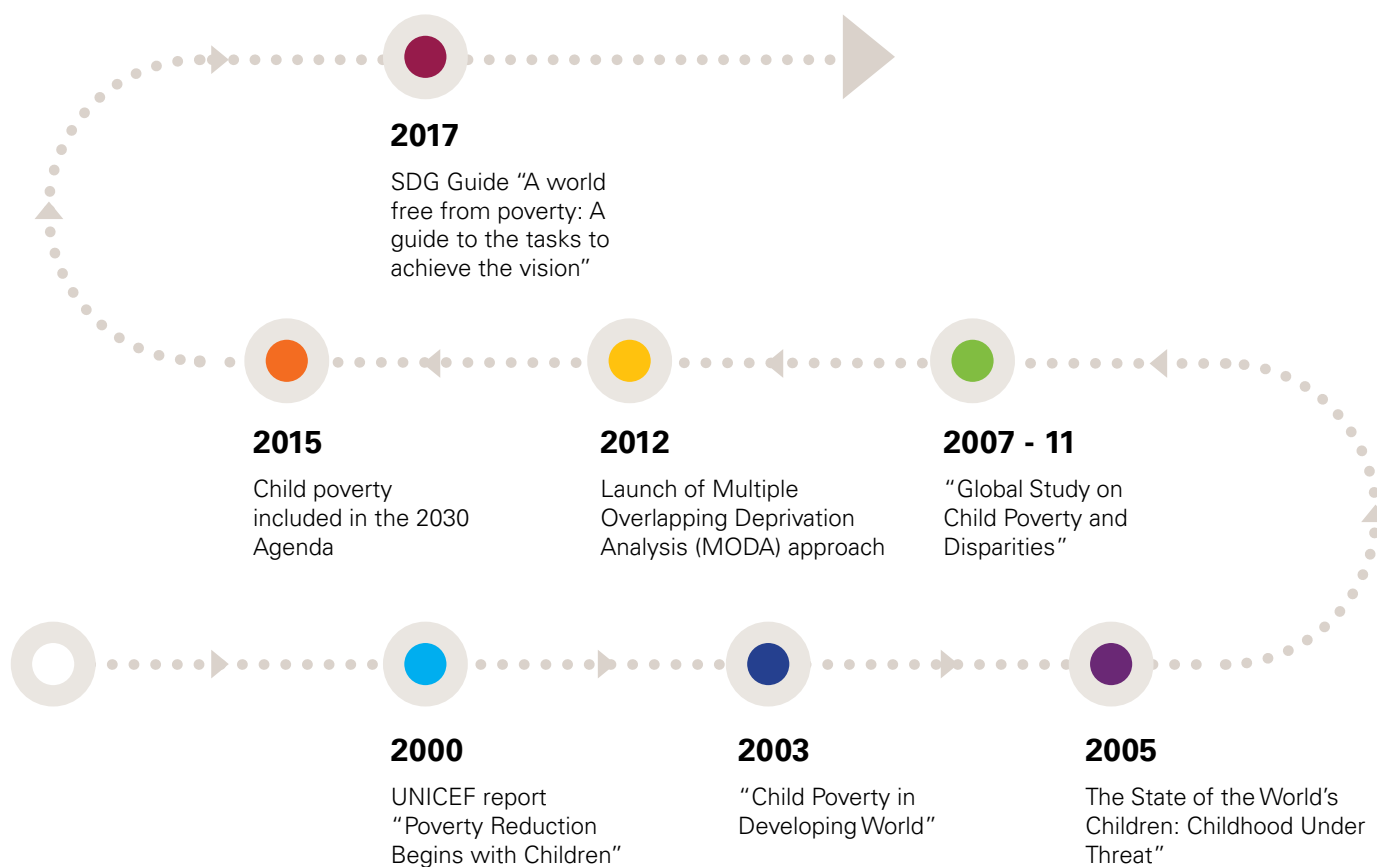 2017
SDG Guide “A world
free from poverty: A
guide to the tasks to
achieve the vision”
2015
Child poverty
included in the 2030
Agenda
2012
Launch of Multiple
Overlapping Deprivation
Analysis (MODA) approach
2007 - 11
“Global Study on
Child Poverty and
Disparities”
2000
UNICEF report
“Poverty Reduction
Begins with Children”
2003
“Child Poverty in
Developing World”
2005
The State of the World’s
Children: Childhood Under
Threat”